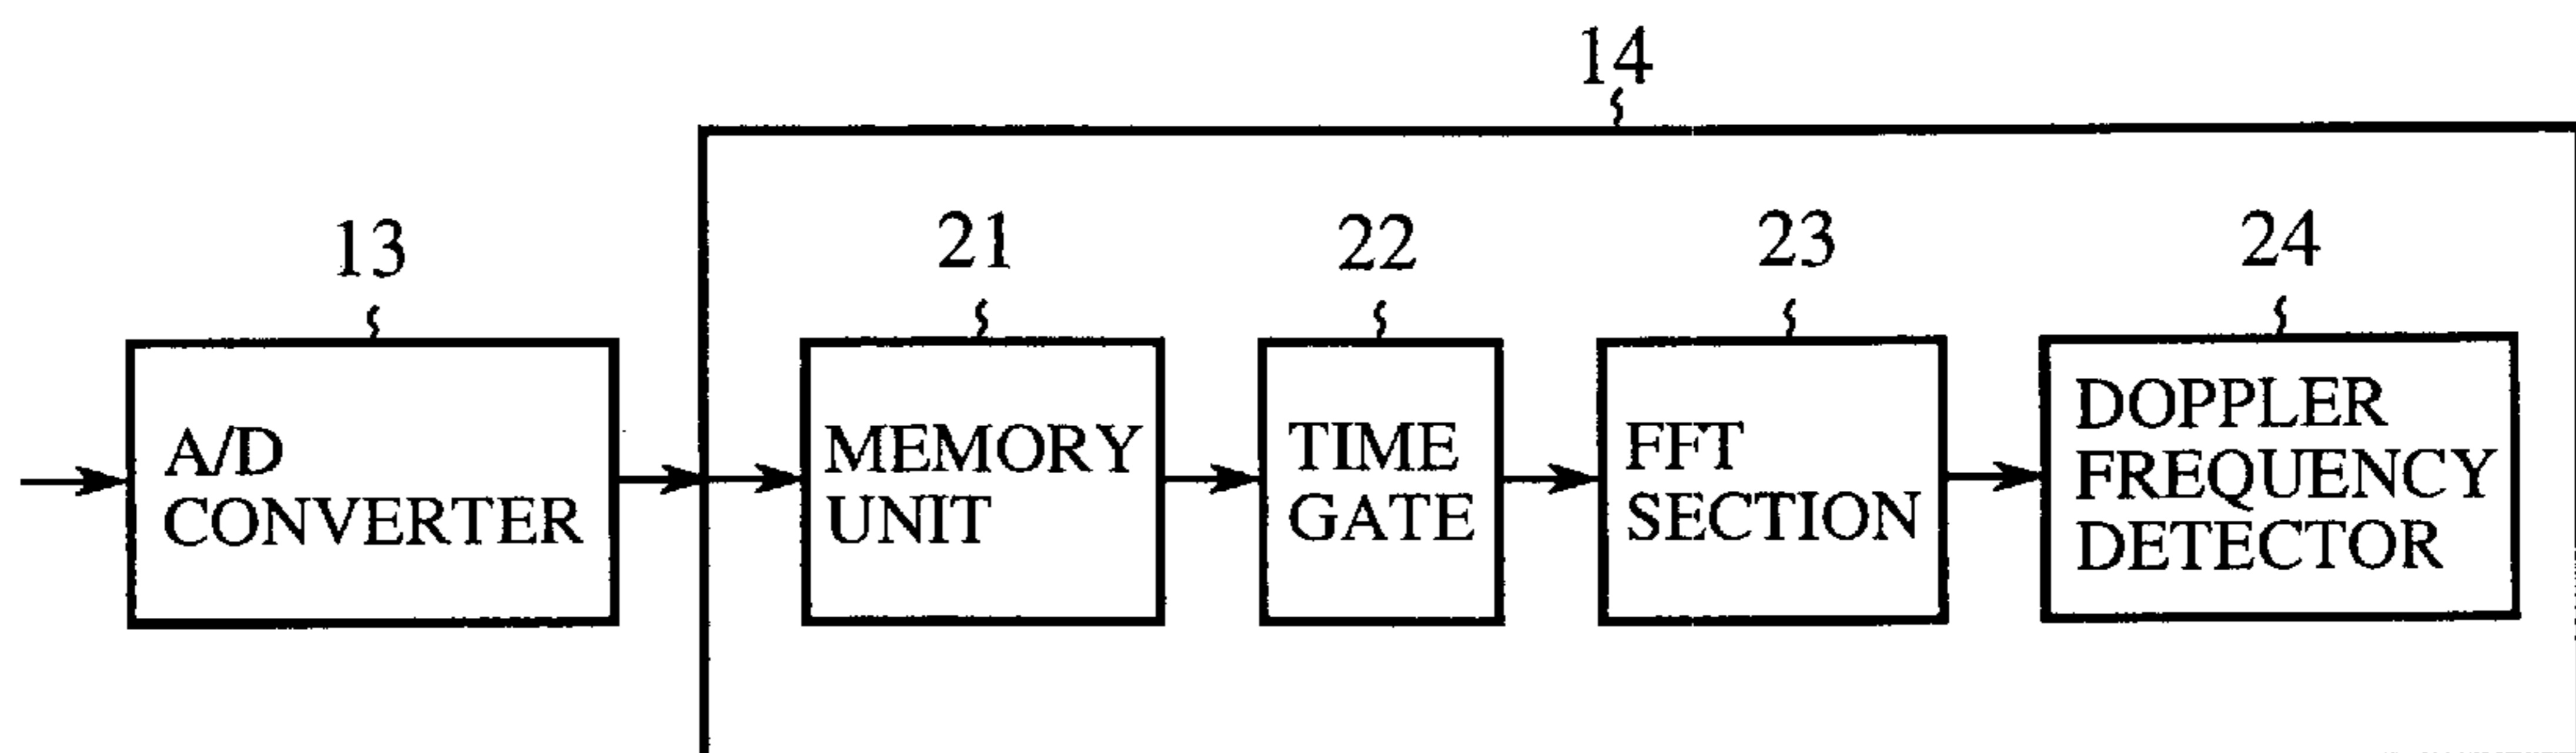 14
13
21
22
23
24
A/D
CONVERTER
MEMORY
UNIT
TIME
GATE
FFT
SECTION
DOPPLER
FREQUENCY
DETECTOR